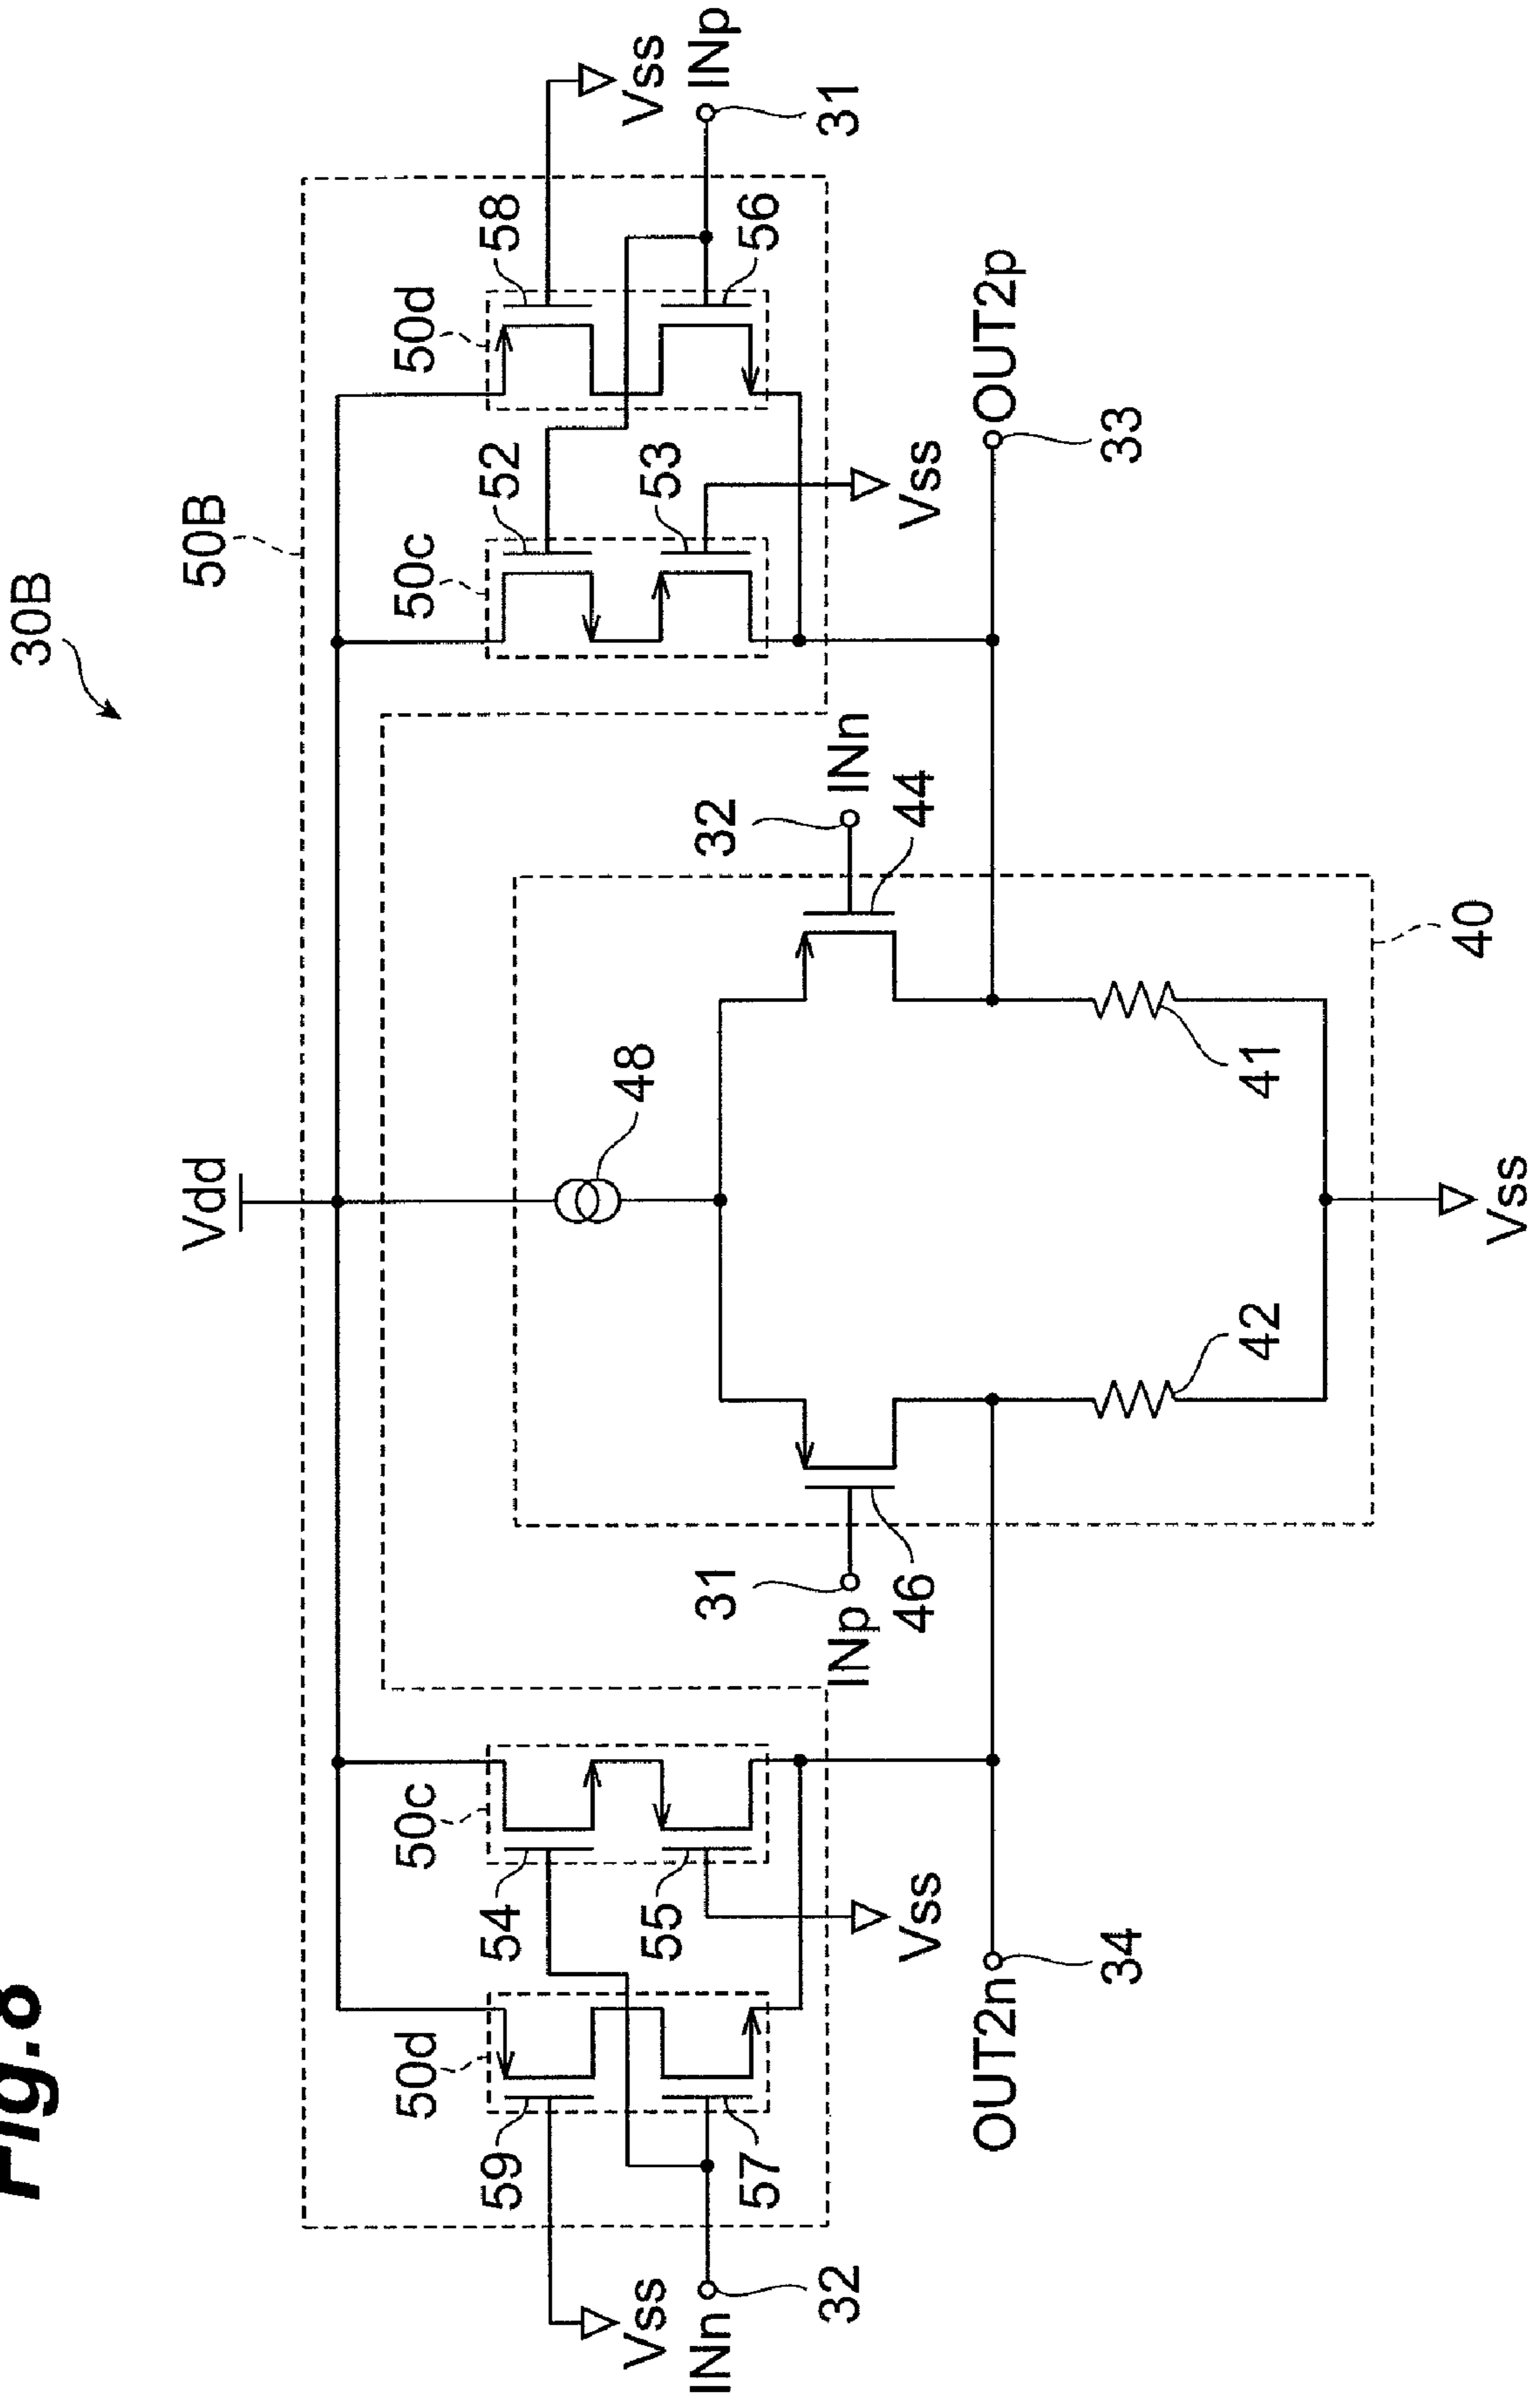 Fig.8
30B
Vdd
50B
50d
50c
50c
50d
59
54
52
58
Vss
55
48
53
Vss
INn
57
31
32
56
INp
32
INp
INn
31
Vss
46
44
Vss
OUT2n
OUT2p
34
33
42
41
40
Vss